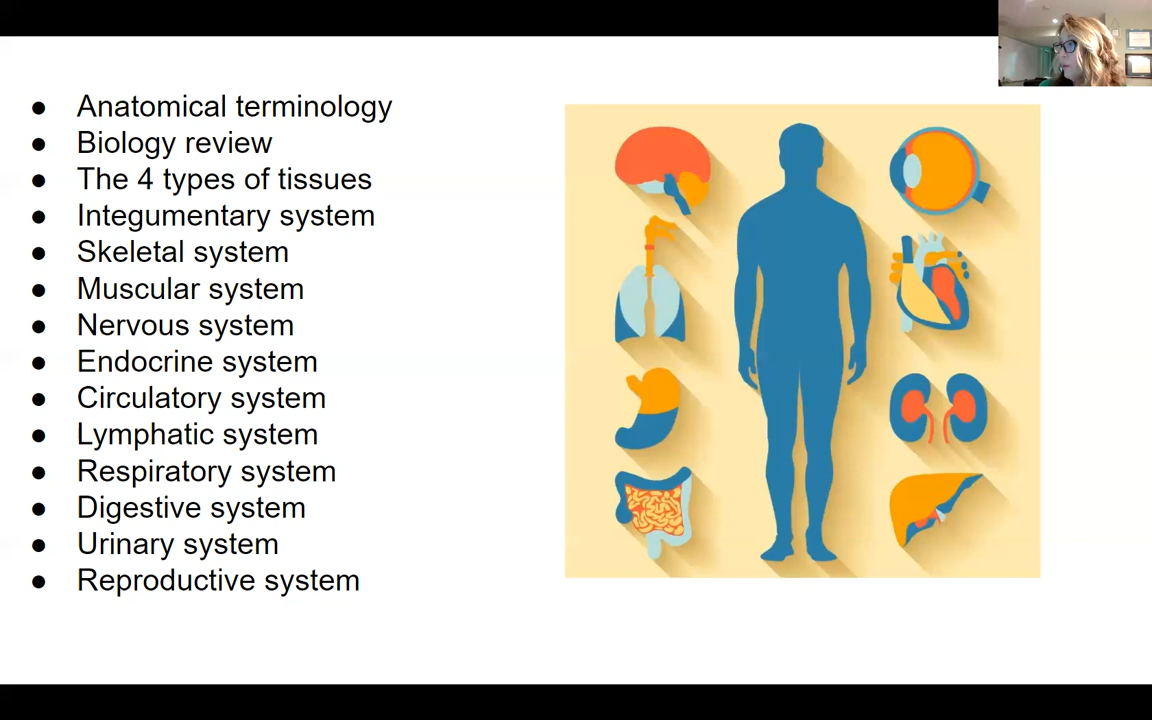 ● Anatomical terminology
● Biology review
● The 4 types of tissues
● Integumentary system
● Skeletal system
● Muscular system
● Nervous system
● Endocrine system
● Circulatory system
● Lymphatic system
● Respiratory system
● Digestive system
● Urinary system
● Reproductive system